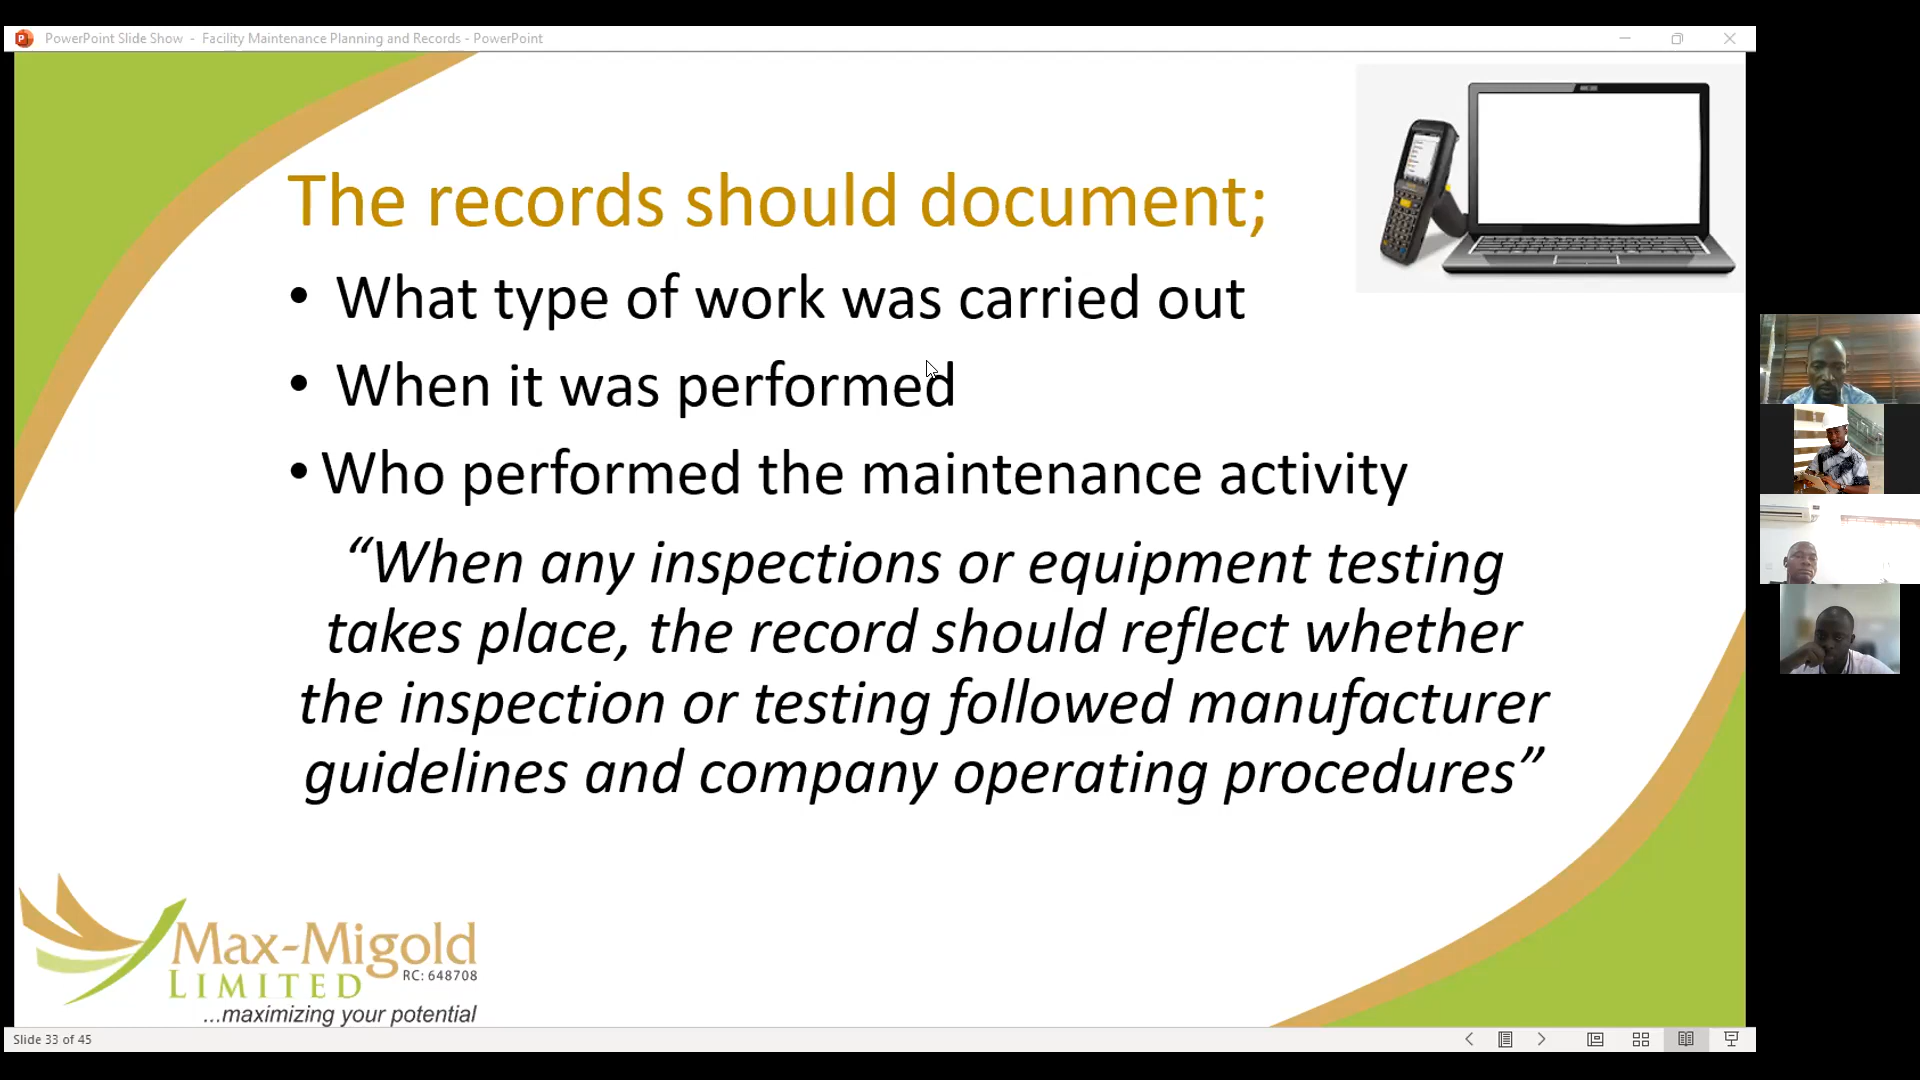 PowerPoint Slide Show - Facility Maintenance Planning and Records - PowerPoint
The records should document;
• What type of work was carried out
• When it was performed
• Who performed the maintenance activity
“When any inspections or equipment testing
takes place, the record should reflect whether
the inspection or testing followed manufacturer
guidelines and company operating procedures”
Max-Migold
LIMITED RC: 648708
...maximizing your potential
Slide 33 of 45